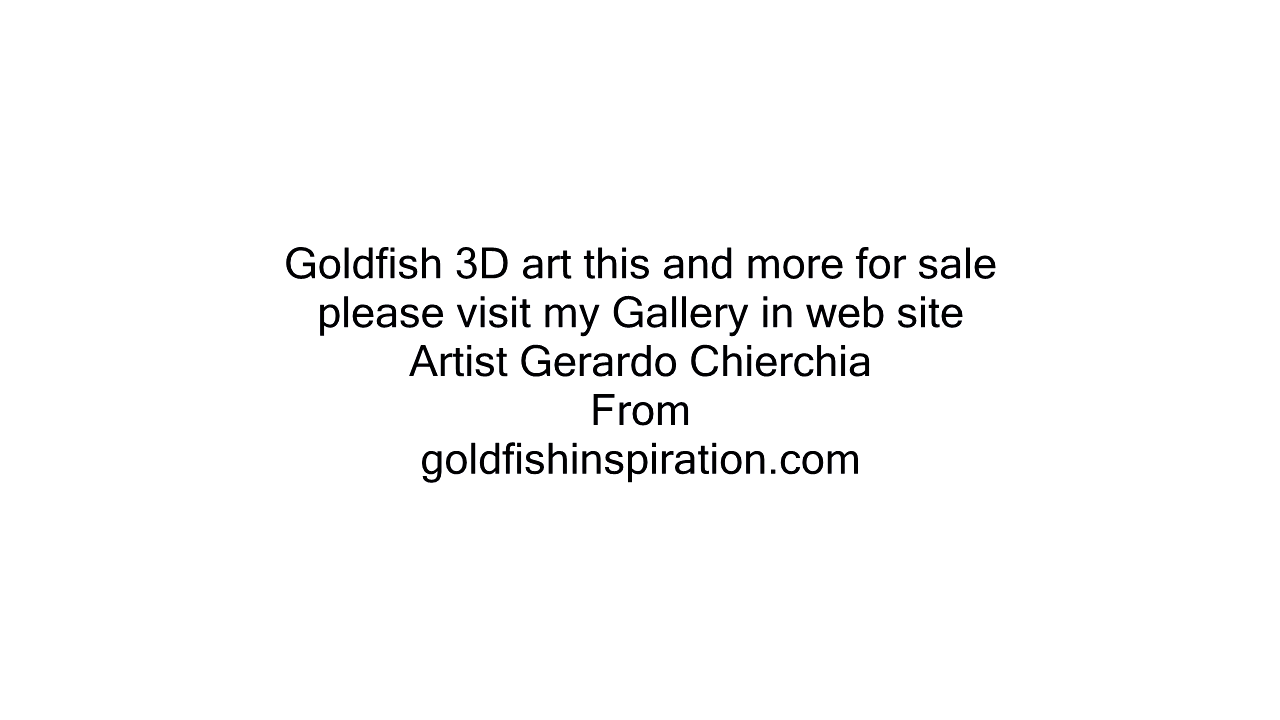 Goldfish 3D art this and more for sale
please visit my Gallery in web site
Artist Gerardo Chierchia
From
goldfishinspiration.com